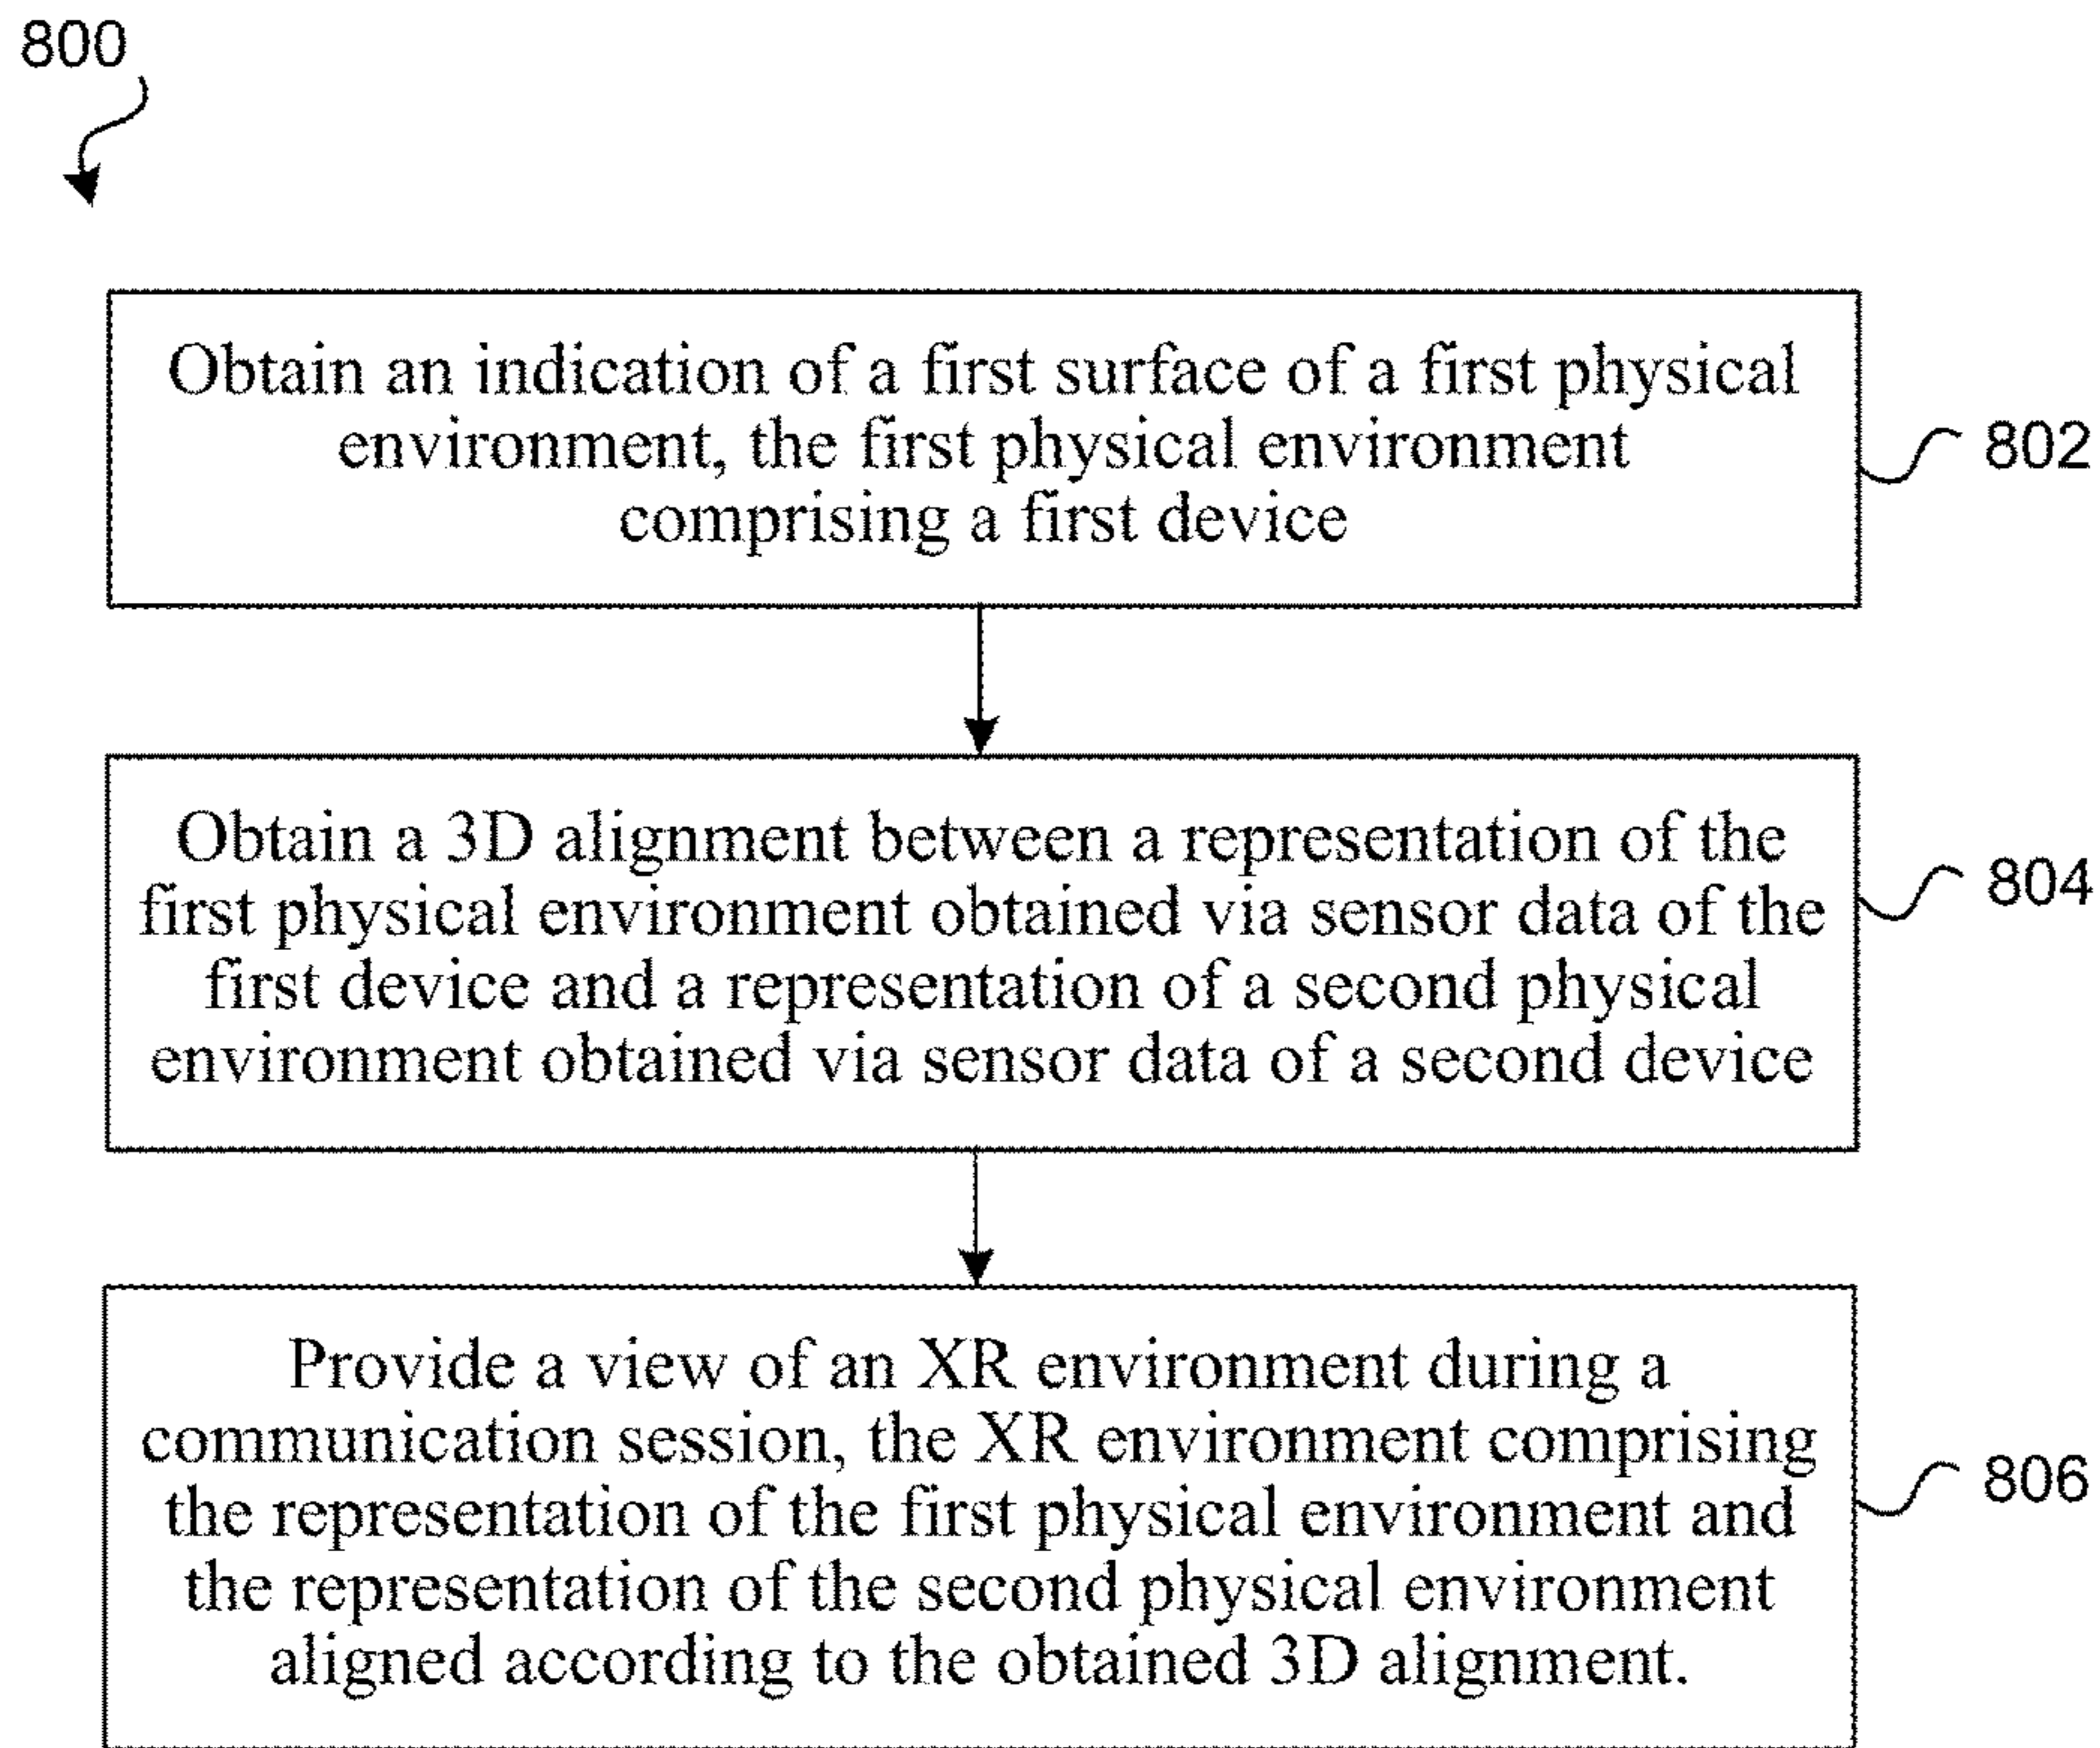 800
Obtain an indication of a first surface of a first physical
environment, the first physical environment
comprising a first device
802
Obtain a 3D alignment between a representation of the
first physical environment obtained via sensor data of the
first device and a representation of a second physical
environment obtained via sensor data of a second device
804
Provide a view of an XR environment during a
communication session, the XR environment comprising
the representation of the first physical environment and
the representation of the second physical environment
aligned according to the obtained 3D alignment.
806